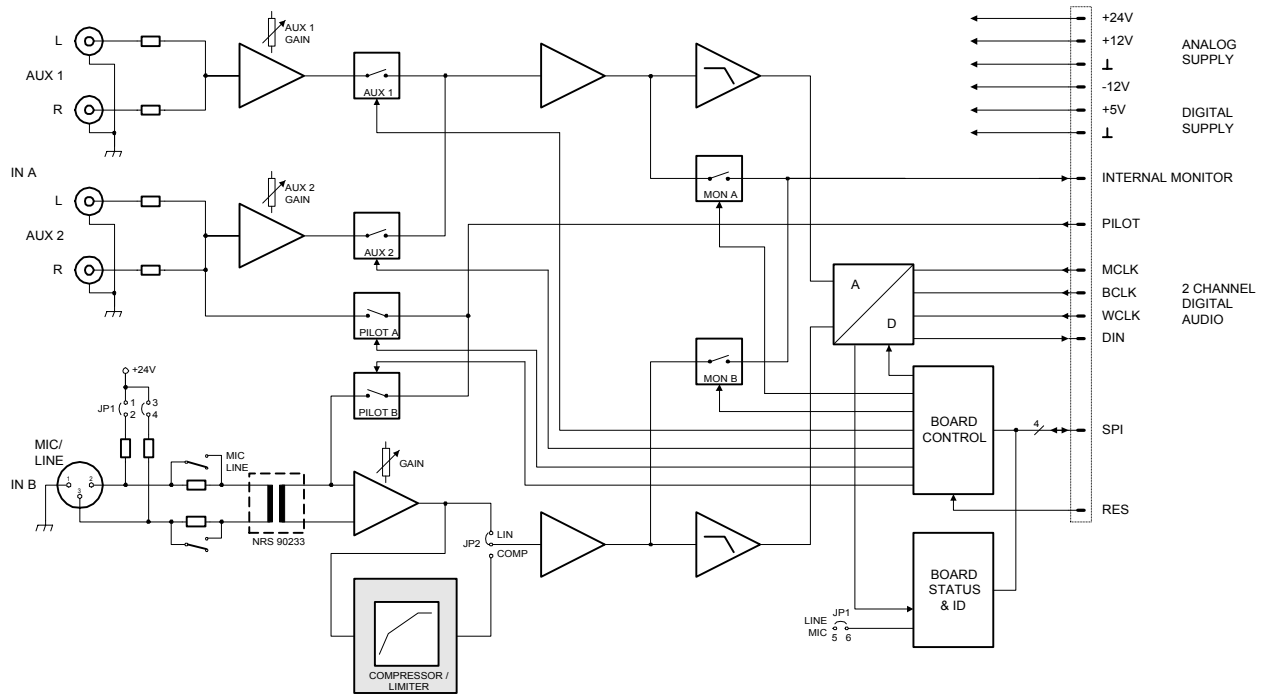 L
AUX 1
R
AUX 1
GAIN
AUX 1
IN A
L
AUX 2
R
AUX 2
GAIN
AUX 2
PILOT A
PILOT B
MON A
MON B
+24V
+12V
⊥
-12V
+5V
⊥
ANALOG
SUPPLY
DIGITAL
SUPPLY
INTERNAL MONITOR
PILOT
MCLK
BCLK
WCLK
DIN
2 CHANNEL
DIGITAL
AUDIO
A
D
BOARD
CONTROL
4
SPI
RES
BOARD
STATUS
& ID
JP1
LINE
MIC
5 6
+24V
JP1
1
2
3
4
MIC/
LINE
IN B
1
2
3
MIC
LINE
NRS 90233
GAIN
JP2
LIN
COMP
COMPRESSOR /
LIMITER